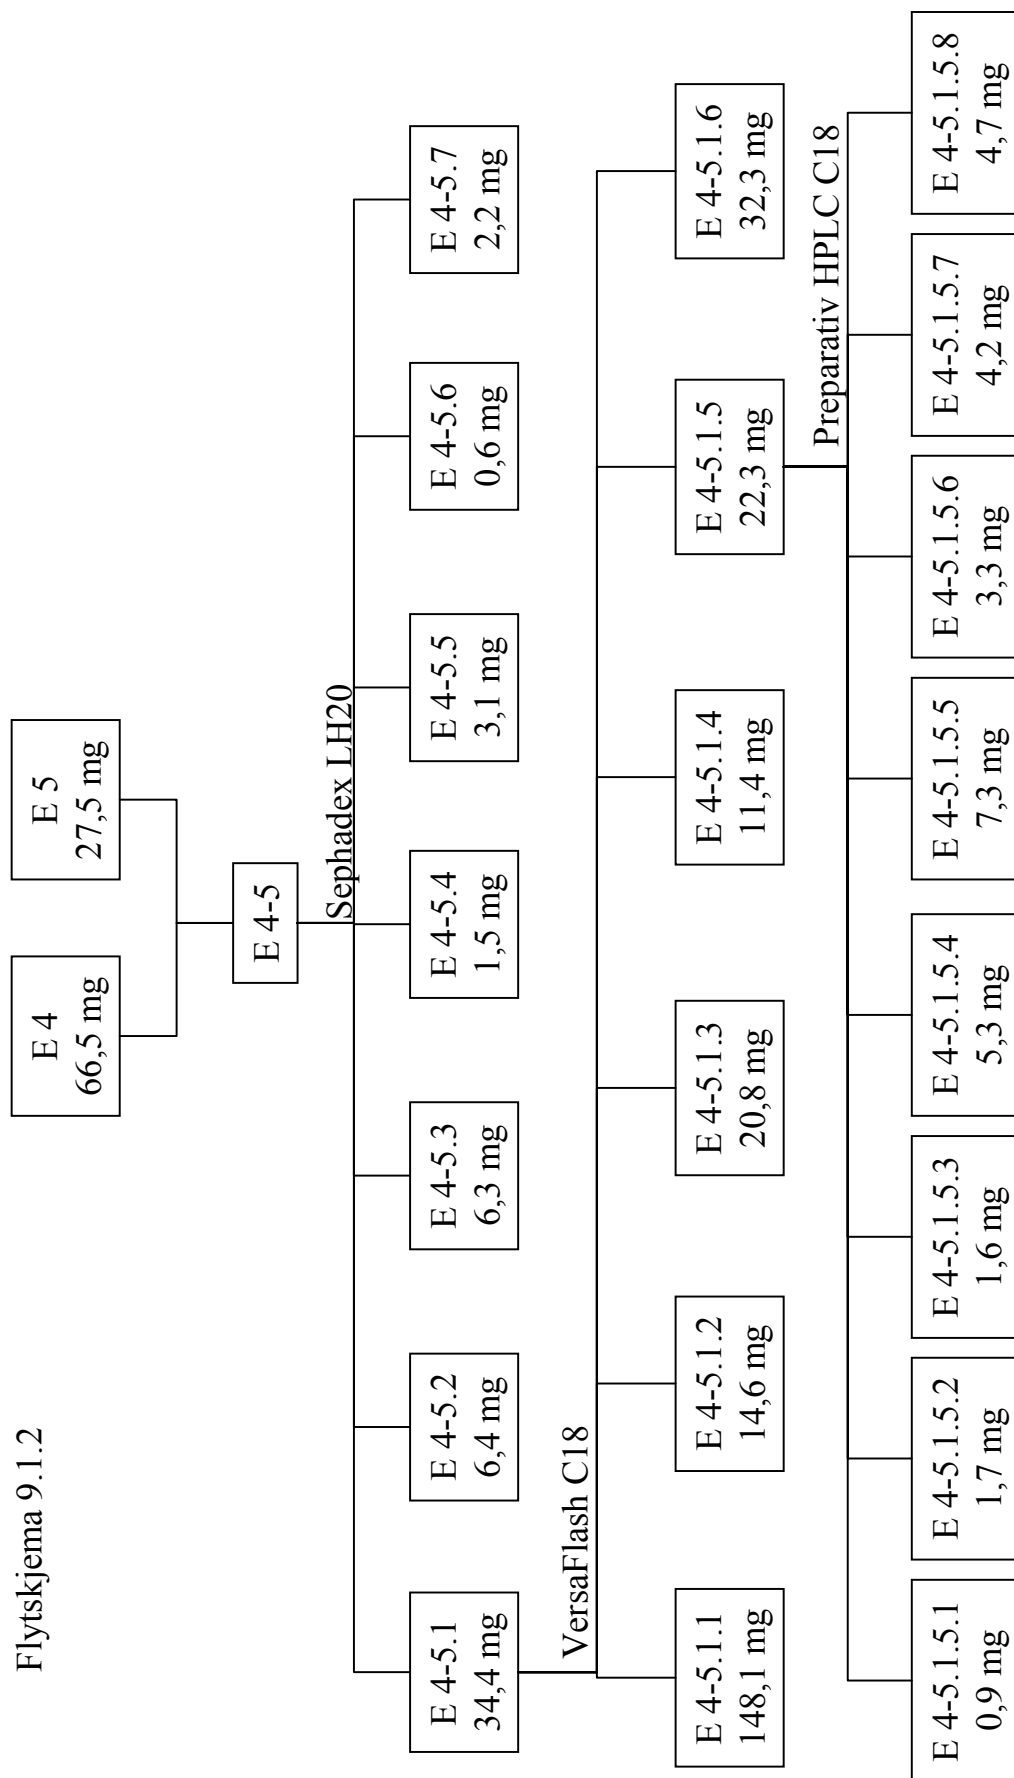 Flytskjema 9.1.2
E 4
66,5 mg
E 5
27,5 mg
E 4-5
Sephadex LH20
E 4-5.1
34,4 mg
E 4-5.2
6,4 mg
E 4-5.3
6,3 mg
E 4-5.4
1,5 mg
E 4-5.5
3,1 mg
E 4-5.6
0,6 mg
E 4-5.7
2,2 mg
VersaFlash C18
E 4-5.1.1
148,1 mg
E 4-5.1.2
14,6 mg
E 4-5.1.3
20,8 mg
E 4-5.1.4
11,4 mg
E 4-5.1.5
22,3 mg
E 4-5.1.6
32,3 mg
Preparativ HPLC C18
E 4-5.1.5.1
0,9 mg
E 4-5.1.5.2
1,7 mg
E 4-5.1.5.3
1,6 mg
E 4-5.1.5.4
5,3 mg
E 4-5.1.5.5
7,3 mg
E 4-5.1.5.6
3,3 mg
E 4-5.1.5.7
4,2 mg
E 4-5.1.5.8
4,7 mg